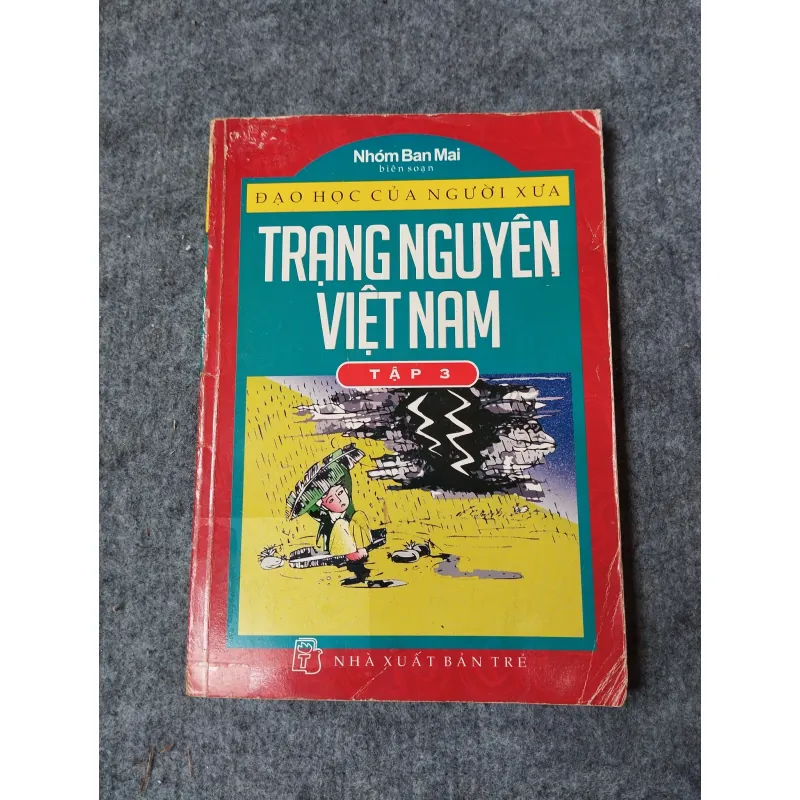 Nhóm Ban Mai
biên soạn
ĐẠO HỌC CỦA NGƯỜI XƯA
TRẠNG NGUYÊN
VIỆT NAM
TẬP 3
NHÀ XUẤT BẢN TRẺ